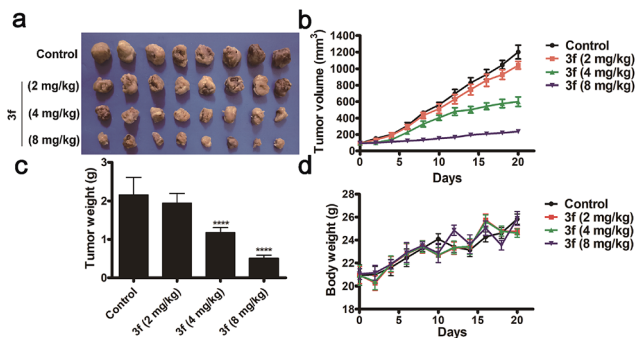 a
Control
3f
(2 mg/kg)
(4 mg/kg)
(8 mg/kg)
b
Tumor volume (mm³)
1400
1200
1000
800
600
400
200
0
0 5 10 15 20
Days
Control
3f (2 mg/kg)
3f (4 mg/kg)
3f (8 mg/kg)
c
Tumor weight (g)
3
2
1
0
****
****
Control
3f (2 mg/kg)
3f (4 mg/kg)
3f (8 mg/kg)
d
Body weight (g)
28
26
24
22
20
18
0 5 10 15 20
Days
Control
3f (2 mg/kg)
3f (4 mg/kg)
3f (8 mg/kg)